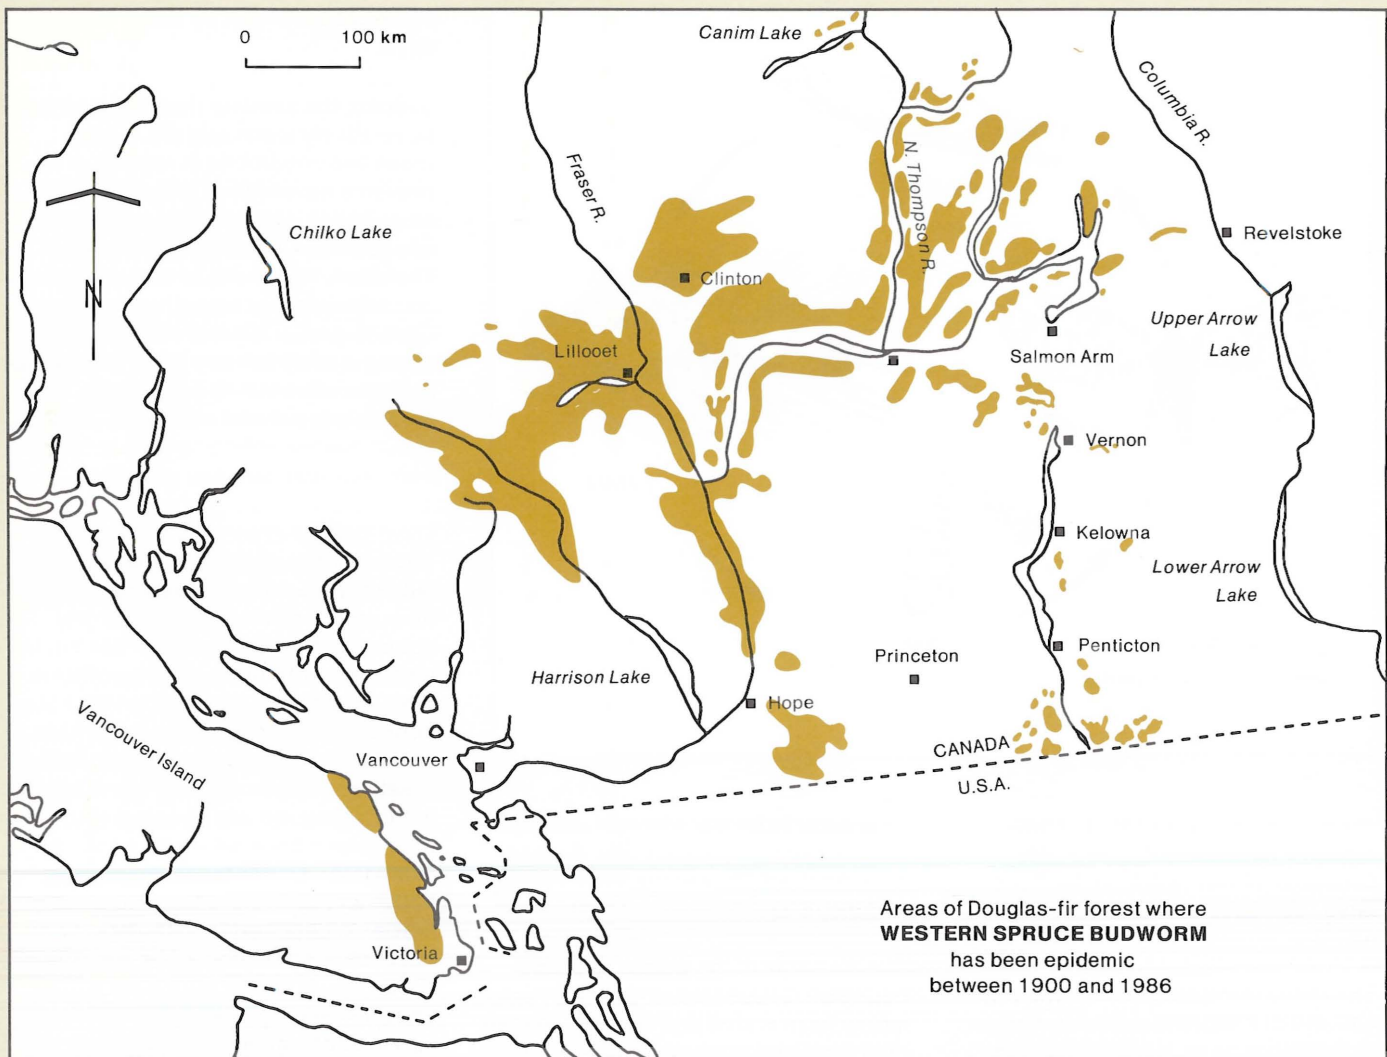 0 100 km
Canim Lake
Columbia R.
Fraser R.
N. Thompson R.
Chilko Lake
Revelstoke
Clinton
Upper Arrow
Lake
Lillooet
Salmon Arm
N
Vernon
Kelowna
Lower Arrow
Lake
Penticton
Princeton
Harrison Lake
Hope
Vancouver Island
CANADA
Vancouver
U.S.A.
Areas of Douglas-fir forest where
WESTERN SPRUCE BUDWORM
has been epidemic
between 1900 and 1986
Victoria